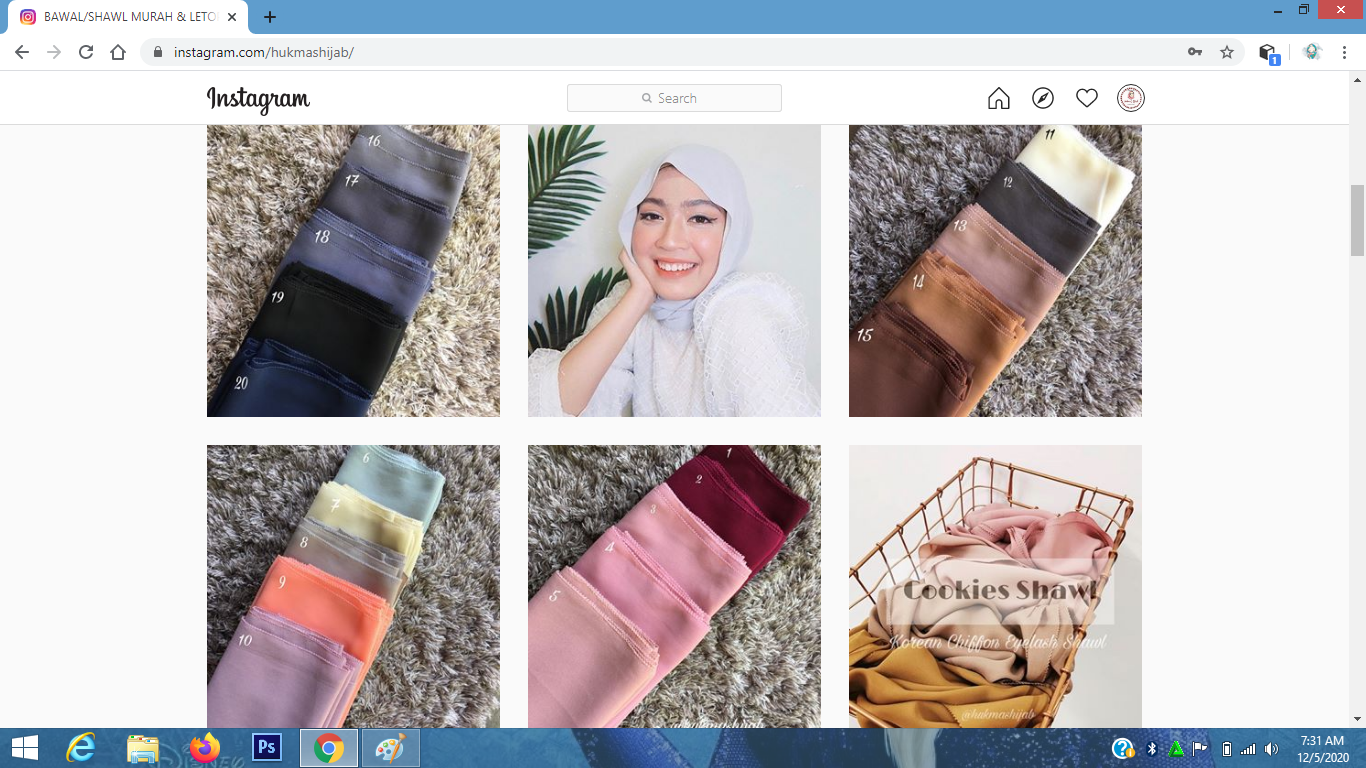 BAWAL/SHAWL MURAH & LETO
instagram.com/hukmashijab/
1
Instagram
Search
16
17
18
19
20
11
12
13
14
15
6
7
8
9
10
1
2
3
4
5
@hukmashijab
Cookies Shawl
Korean Chiffon Eyelash Shawl
@hukmashijab
Ps
DISNEY
7:31 AM
12/5/2020